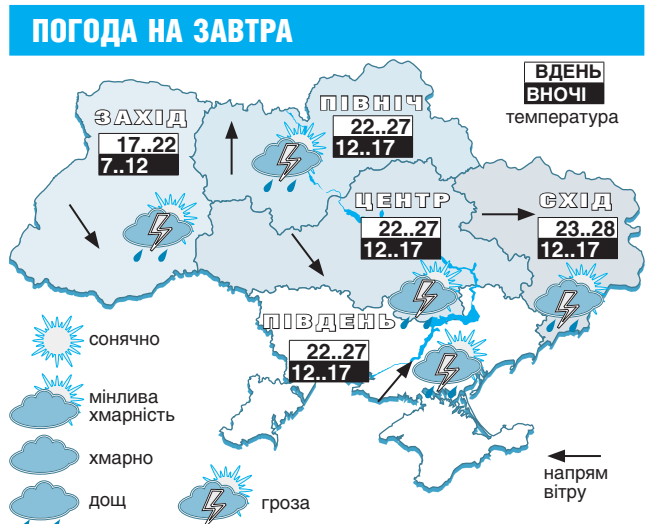 ПОГОДА НА ЗАВТРА
ВДЕНЬ
ВНОЧІ
температура
ЗАХІД
17..22
7..12
ПІВНІЧ
22..27
12..17
ЦЕНТР
22..27
12..17
СХІД
23..28
12..17
ПІВДЕНЬ
22..27
12..17
сонячно
мінлива
хмарність
хмарно
дощ
гроза
напрям
вітру